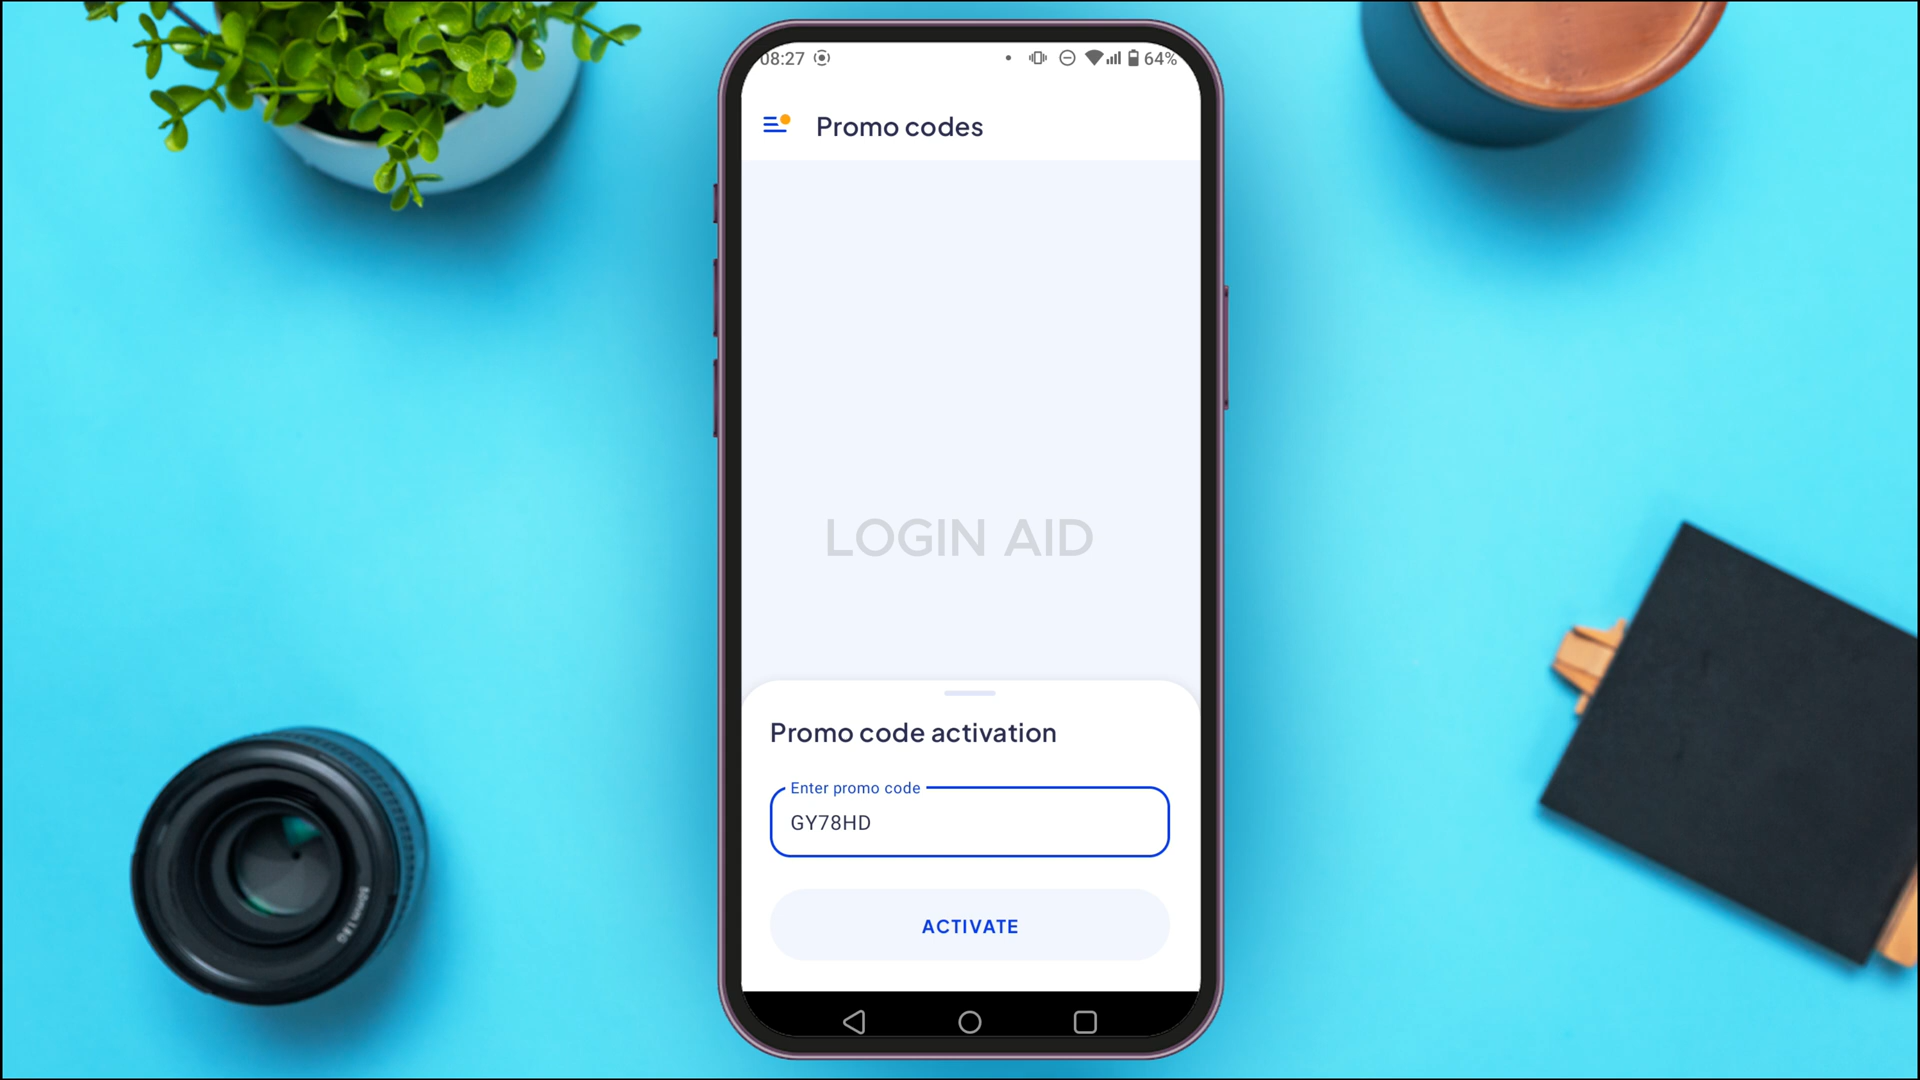 08:27
64%
Promo codes
LOGIN AID
Promo code activation
Enter promo code
GY78HD
ACTIVATE